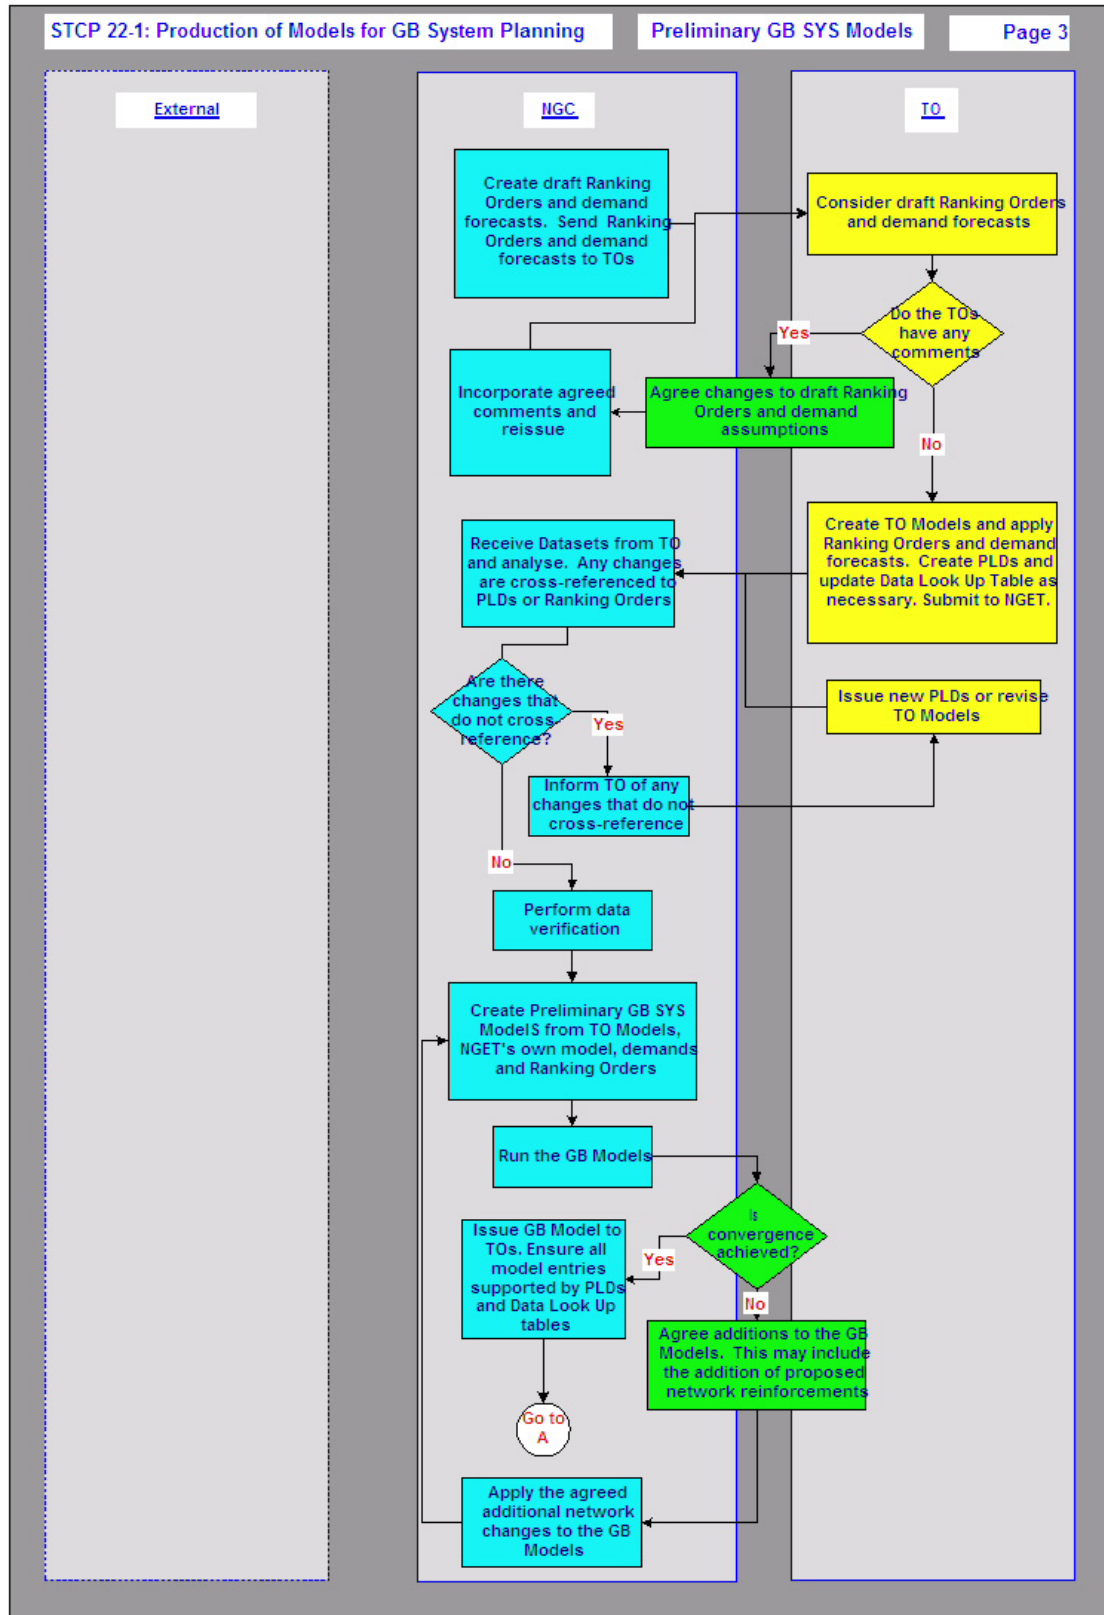 STCP 22-1: Production of Models for GB System Planning
Preliminary GB SYS Models
Page 3
External
NGC
TO
Create draft Ranking
Orders and demand
forecasts. Send Ranking
Orders and demand
forecasts to TOs
Consider draft Ranking Orders
and demand forecasts
Do the TOs
have any
comments
Yes
Incorporate agreed
comments and
reissue
Agree changes to draft Ranking
Orders and demand
assumptions
No
Receive Datasets from TO
and analyse. Any changes
are cross-referenced to
PLDs or Ranking Orders
Create TO Models and apply
Ranking Orders and demand
forecasts. Create PLDs and
update Data Look Up Table as
necessary. Submit to NGET.
Are there
changes that
do not cross-
reference?
Yes
Issue new PLDs or revise
TO Models
Inform TO of any
changes that do not
cross-reference
No
Perform data
verification
Create Preliminary GB SYS
ModelS from TO Models,
NGET's own model, demands
and Ranking Orders
Run the GB Models
Is
convergence
achieved?
Yes
Issue GB Model to
TOs. Ensure all
model entries
supported by PLDs
and Data Look Up
tables
No
Agree additions to the GB
Models. This may include
the addition of proposed
network reinforcements
Go to
A
Apply the agreed
additional network
changes to the GB
Models